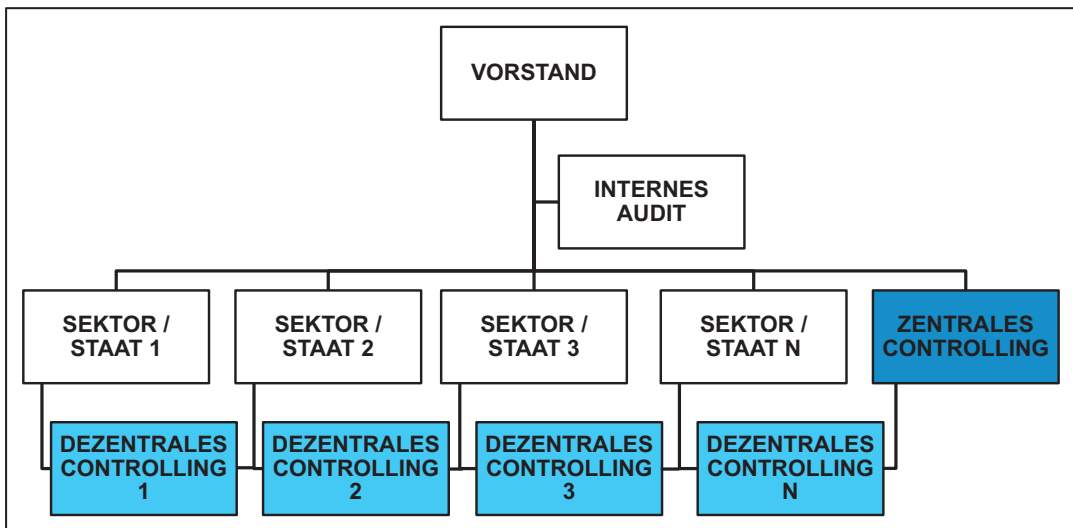 VORSTAND
INTERNES
AUDIT
SEKTOR /
STAAT 1
SEKTOR /
STAAT 2
SEKTOR /
STAAT 3
SEKTOR /
STAAT N
ZENTRALES
CONTROLLING
DEZENTRALES
CONTROLLING
1
DEZENTRALES
CONTROLLING
2
DEZENTRALES
CONTROLLING
3
DEZENTRALES
CONTROLLING
N